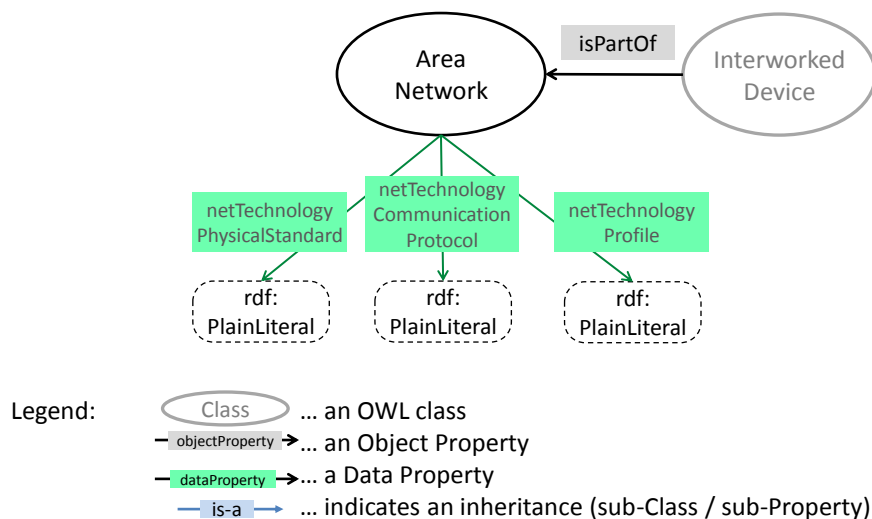 Area
Network
isPartOf
Interworked
Device
netTechnology
PhysicalStandard
netTechnology
Communication
Protocol
netTechnology
Profile
rdf:
PlainLiteral
rdf:
PlainLiteral
rdf:
PlainLiteral
Legend:
Class
... an OWL class
objectProperty
... an Object Property
dataProperty
... a Data Property
is-a
... indicates an inheritance (sub-Class / sub-Property)